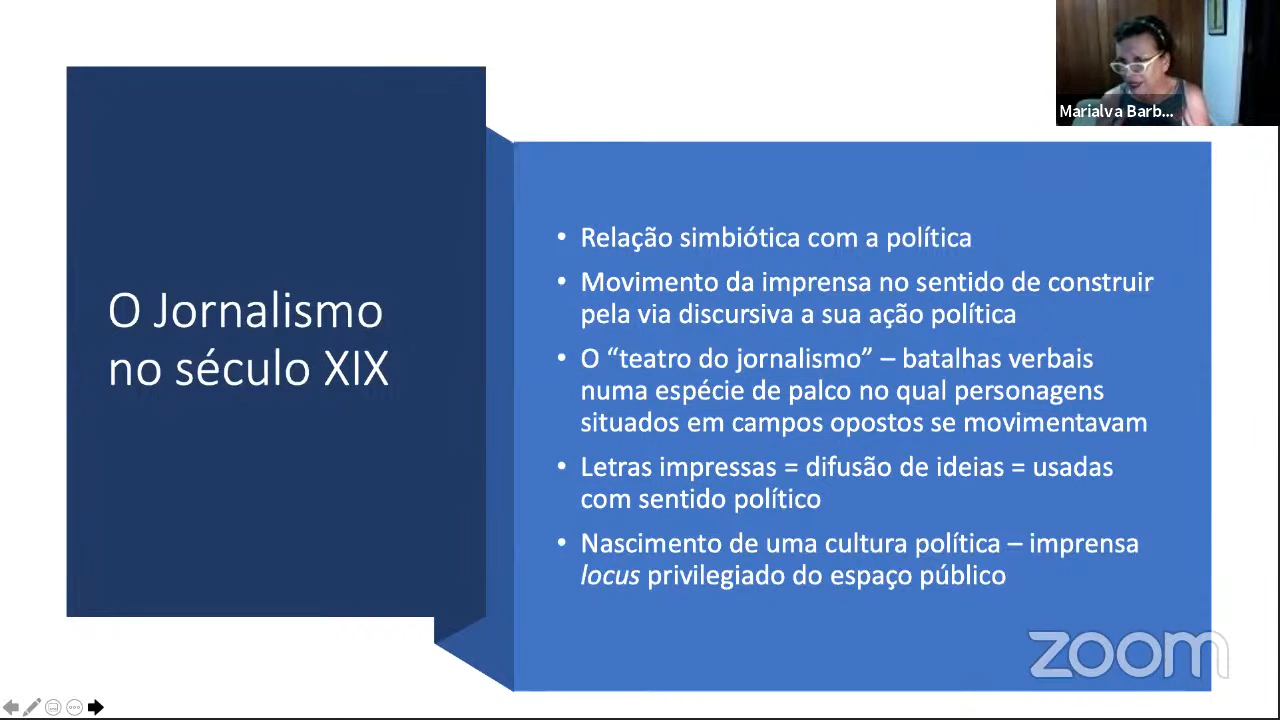 Marialva Barb...
O Jornalismo
no século XIX
• Relação simbiótica com a política
• Movimento da imprensa no sentido de construir
pela via discursiva a sua ação política
• O “teatro do jornalismo” – batalhas verbais
numa espécie de palco no qual personagens
situados em campos opostos se movimentavam
• Letras impressas = difusão de ideias = usadas
com sentido político
• Nascimento de uma cultura política – imprensa
locus privilegiado do espaço público
zoom